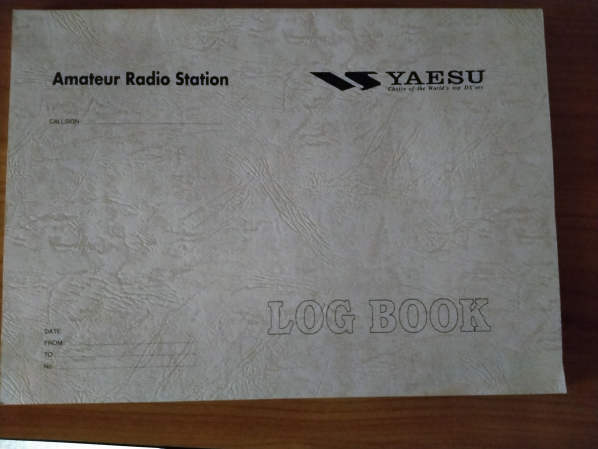 Amateur Radio Station
YAESU
Choice of the World's top DX'ers
CALLSIGN :
LOG BOOK
DATE
FROM :
TO :
No :